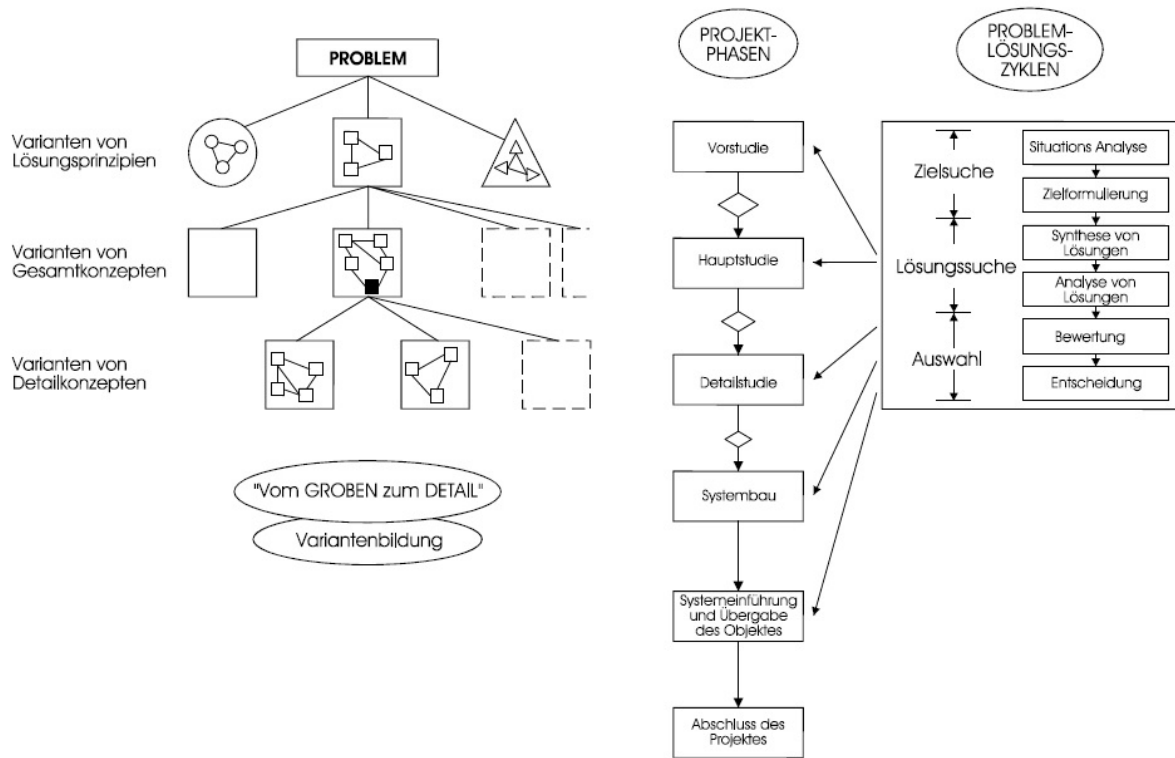 PROBLEM
Varianten von
Lösungsprinzipien
Varianten von
Gesamtkonzepten
Varianten von
Detailkonzepten
"Vom GROBEN zum DETAIL"
Variantenbildung
PROJEKT-
PHASEN
Vorstudie
Hauptstudie
Detailstudie
Systembau
Systemeinführung
und Übergabe
des Objektes
Abschluss des
Projektes
PROBLEM-
LÖSUNGS-
ZYKLEN
Zielsuche
Lösungssuche
Auswahl
Situations Analyse
Zielformulierung
Synthese von
Lösungen
Analyse von
Lösungen
Bewertung
Entscheidung